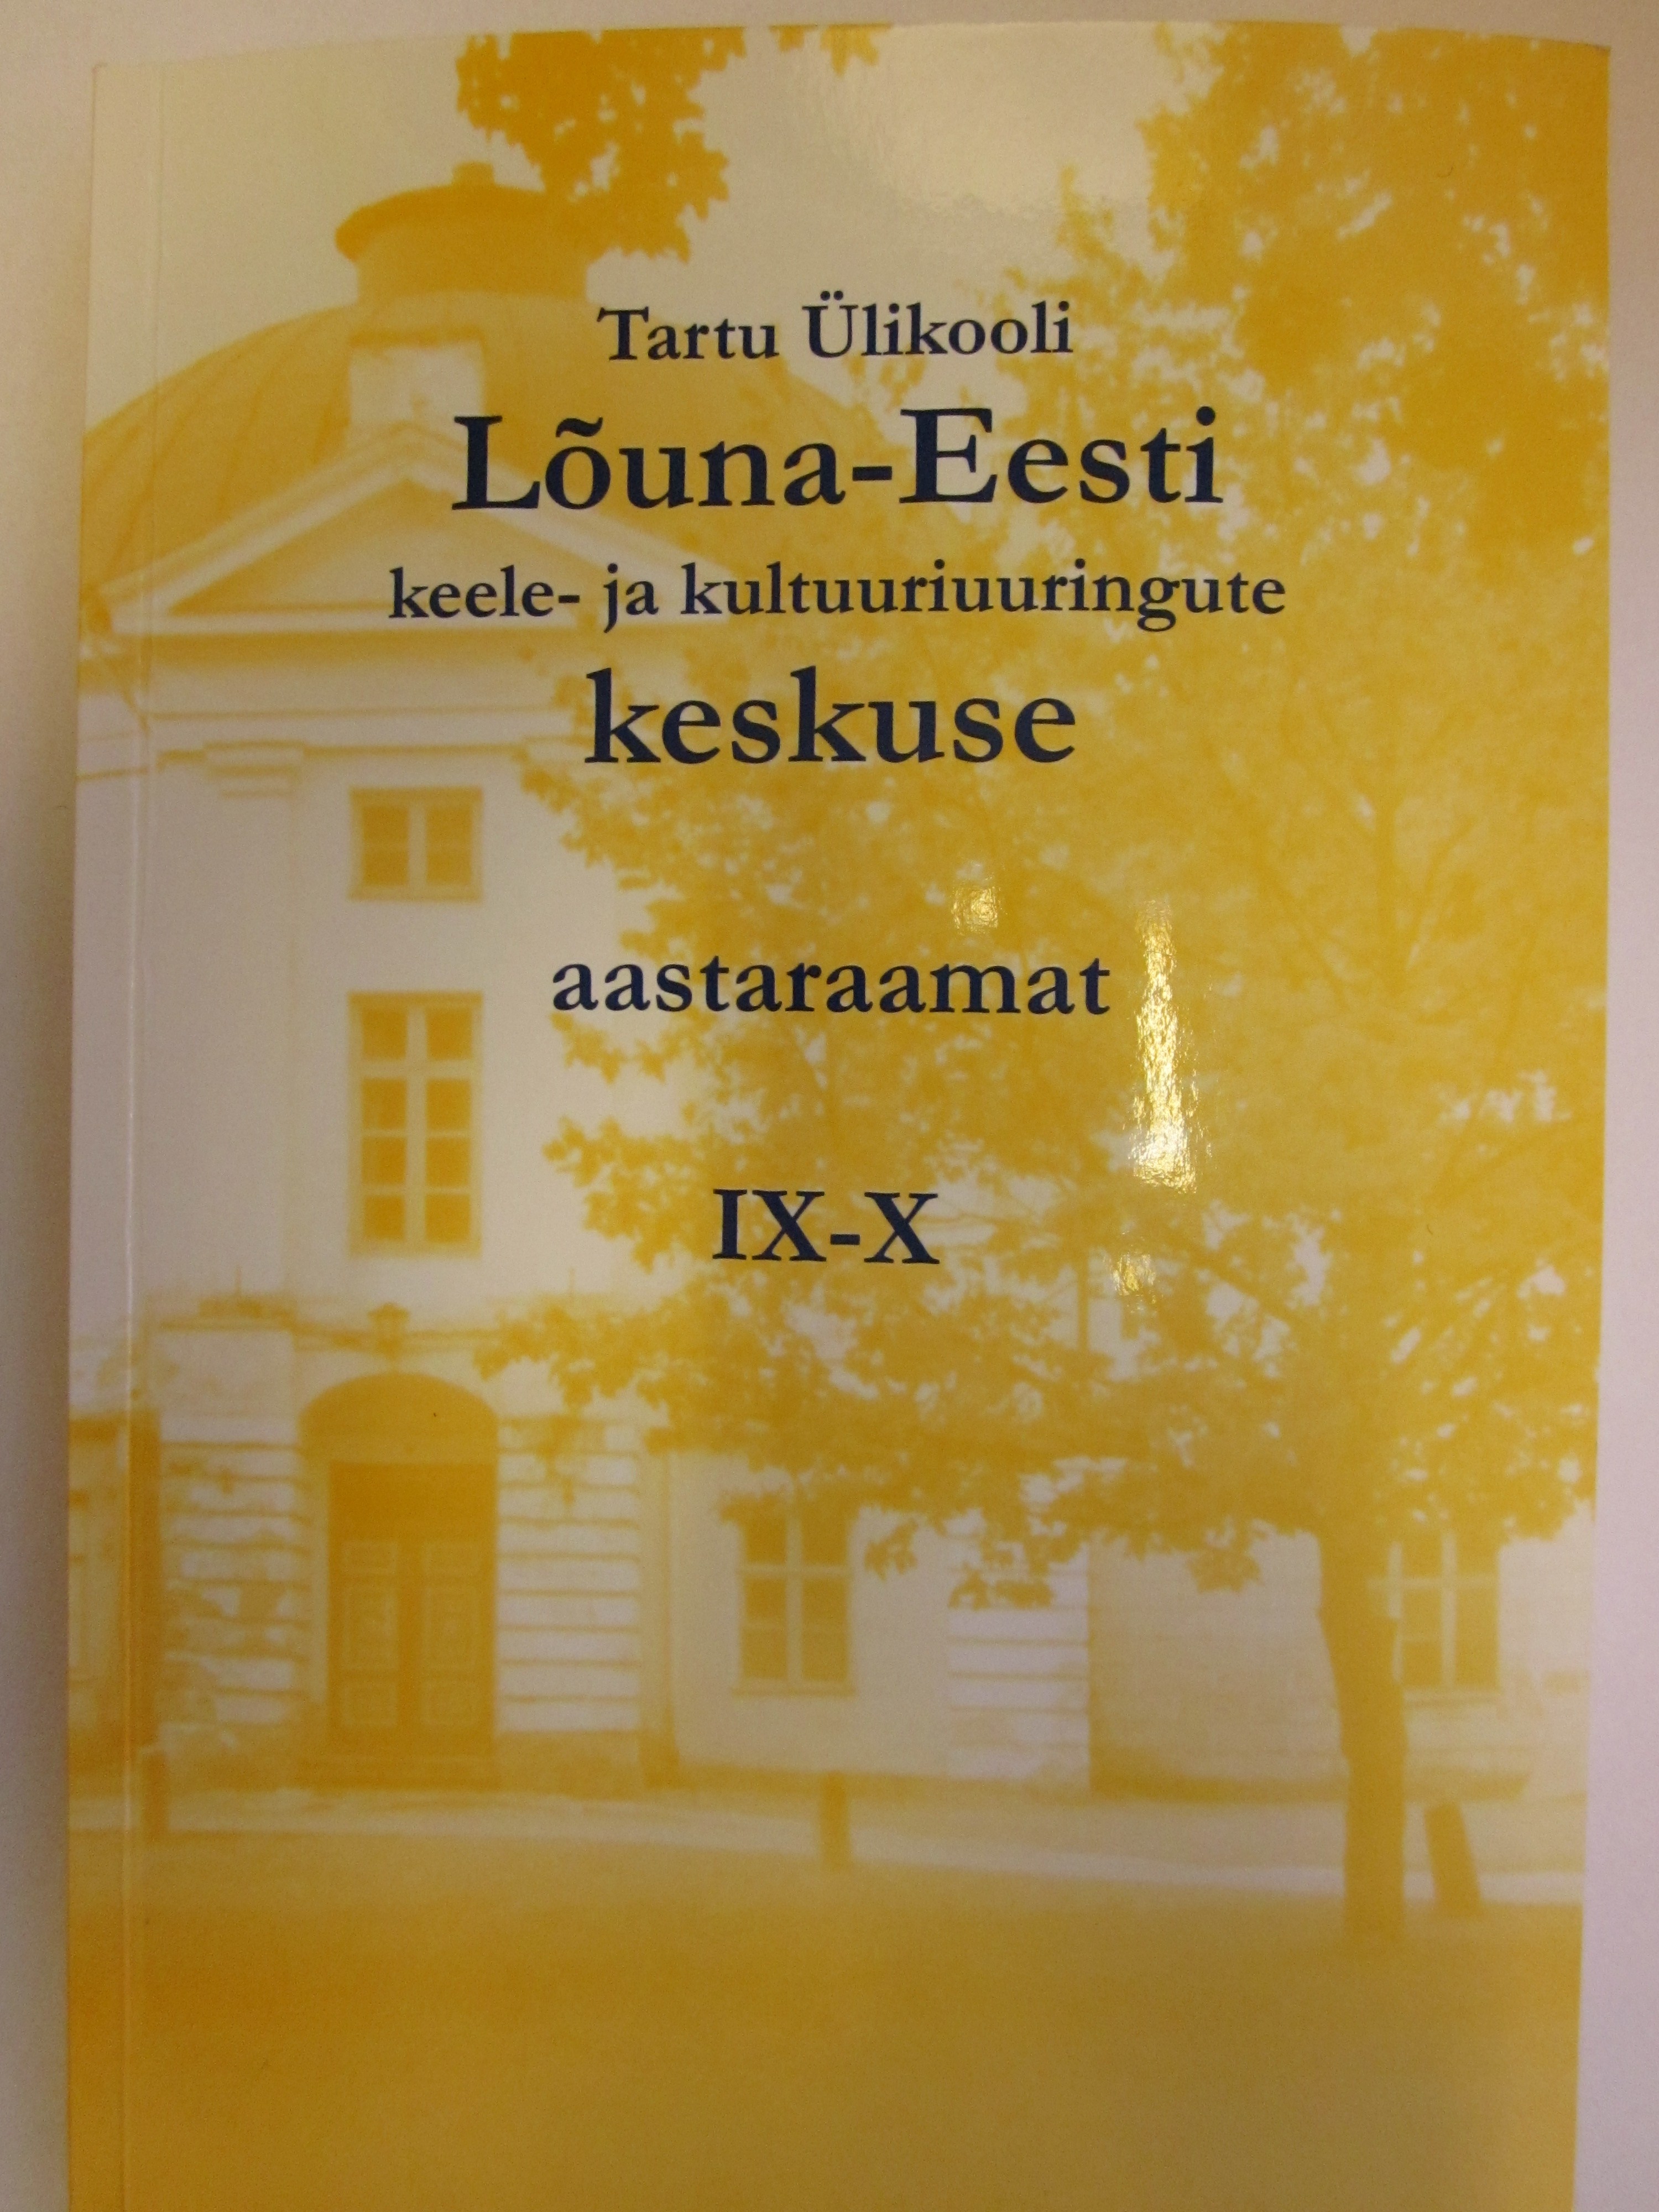 Tartu Ülikooli
Lõuna-Eesti
keele- ja kultuuriuuringute
keskuse
aastaraamat
IX-X